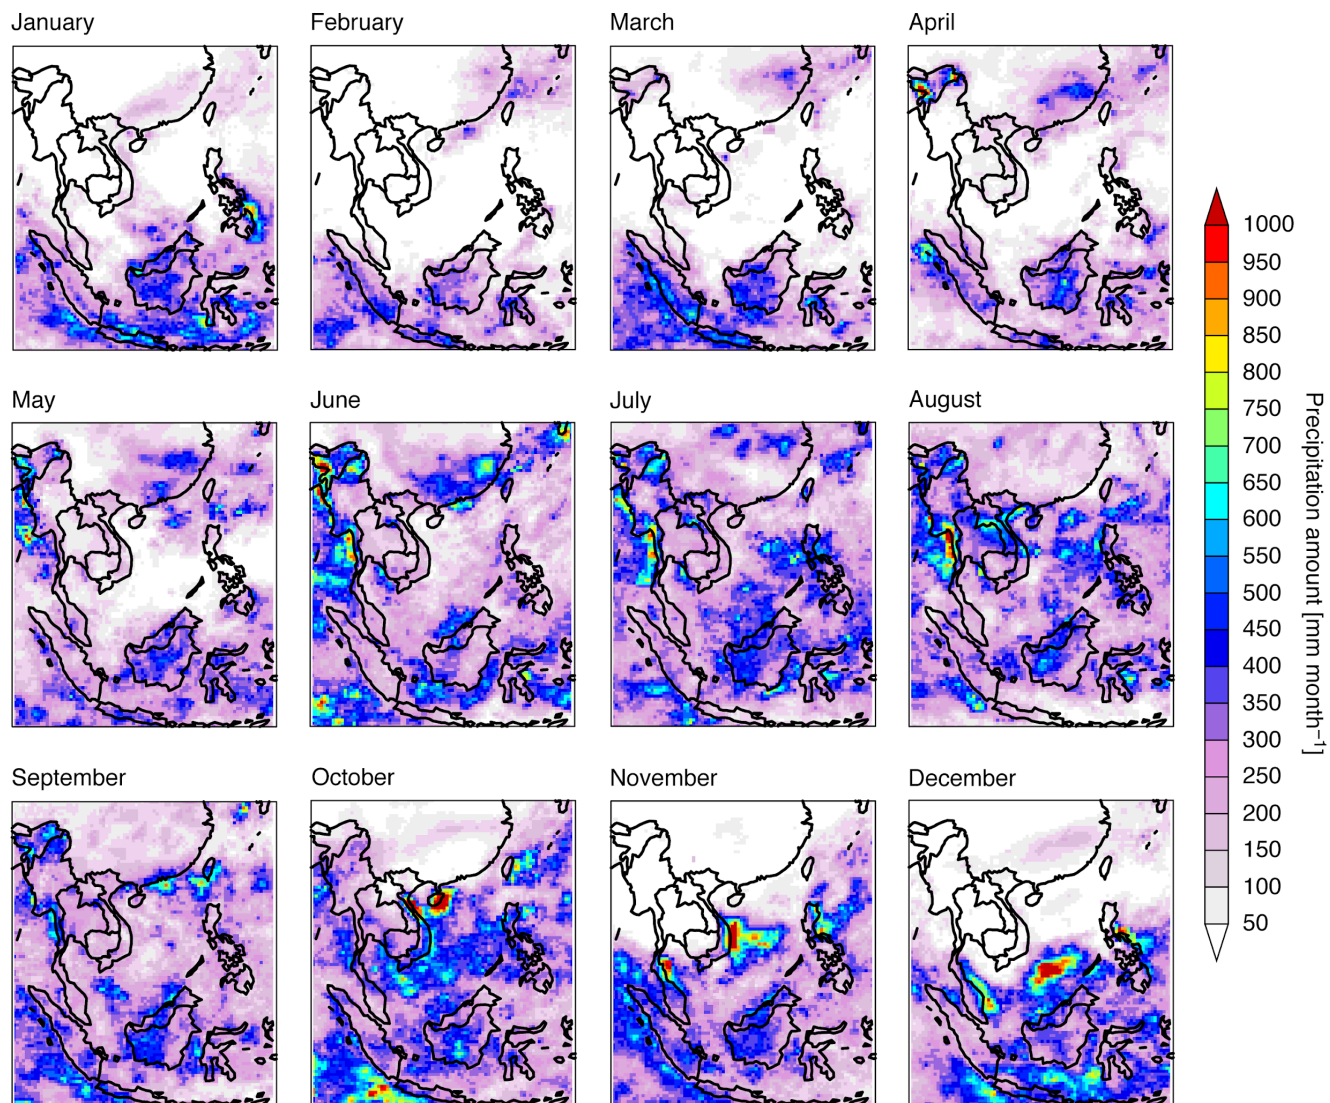 January
February
March
April
May
June
July
August
September
October
November
December
1000
950
900
850
800
750
700
650
600
550
500
450
400
350
300
250
200
150
100
50
Precipitation amount [mm month⁻¹]